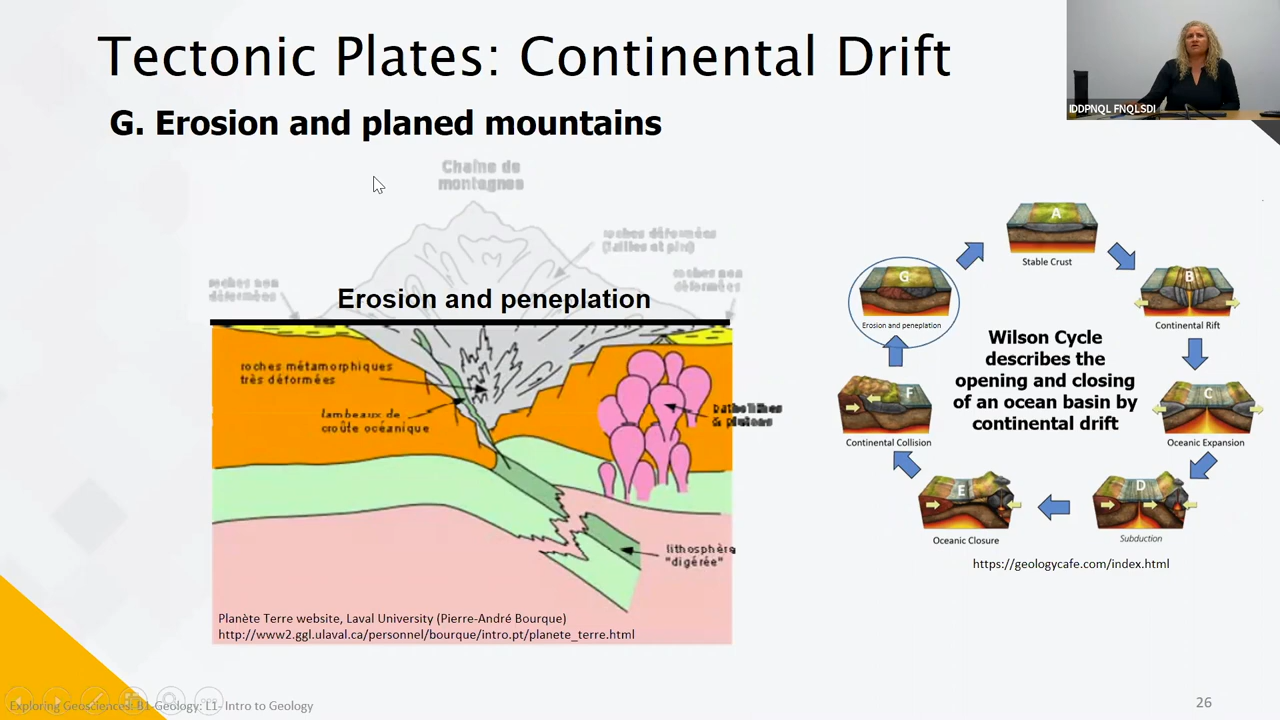 Tectonic Plates: Continental Drift
IDDPNQL FNQLSDI
G. Erosion and planed mountains
Chaîne de
montagnes
roches déformées
(failles et plis)
roches non
déformées
roches non
déformées
Erosion and peneplation
roches métamorphiques
très déformées
lambeaux de
croûte océanique
batholites
& plutons
lithosphère
"digérée"
Planète Terre website, Laval University (Pierre-André Bourque)
http://www2.ggl.ulaval.ca/personnel/bourque/intro.pt/planete_terre.html
A
Stable Crust
B
Continental Rift
C
Oceanic Expansion
D
Subduction
E
Oceanic Closure
F
Continental Collision
G
Erosion and peneplation
Wilson Cycle
describes the
opening and closing
of an ocean basin by
continental drift
https://geologycafe.com/index.html
Exploring Geosciences: B1-Geology: L1- Intro to Geology
26